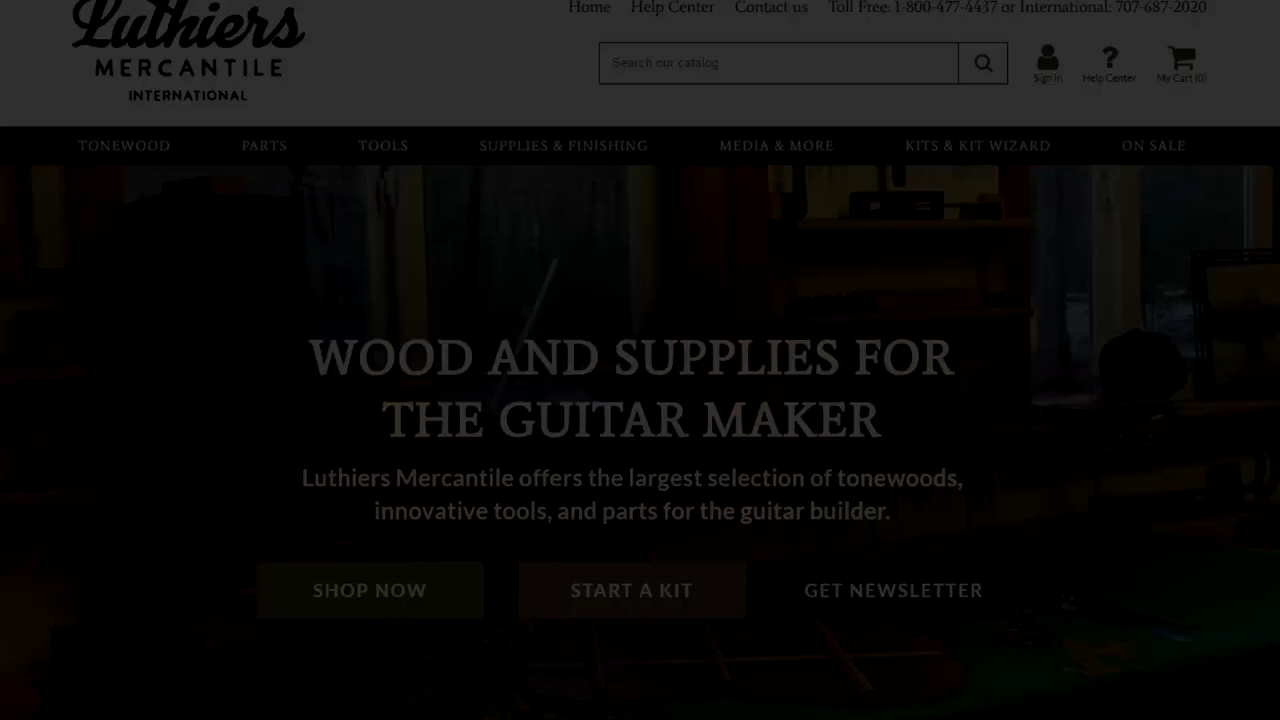 Luthiers
MERCANTILE
INTERNATIONAL
Home Help Center Contact us Toll Free: 1-800-477-4437 or International: 707-687-2020
Search our catalog
Sign In Help Center My Cart (0)
TONEWOOD PARTS TOOLS SUPPLIES & FINISHING MEDIA & MORE KITS & KIT WIZARD ON SALE
WOOD AND SUPPLIES FOR
THE GUITAR MAKER
Luthiers Mercantile offers the largest selection of tonewoods,
innovative tools, and parts for the guitar builder.
SHOP NOW START A KIT GET NEWSLETTER